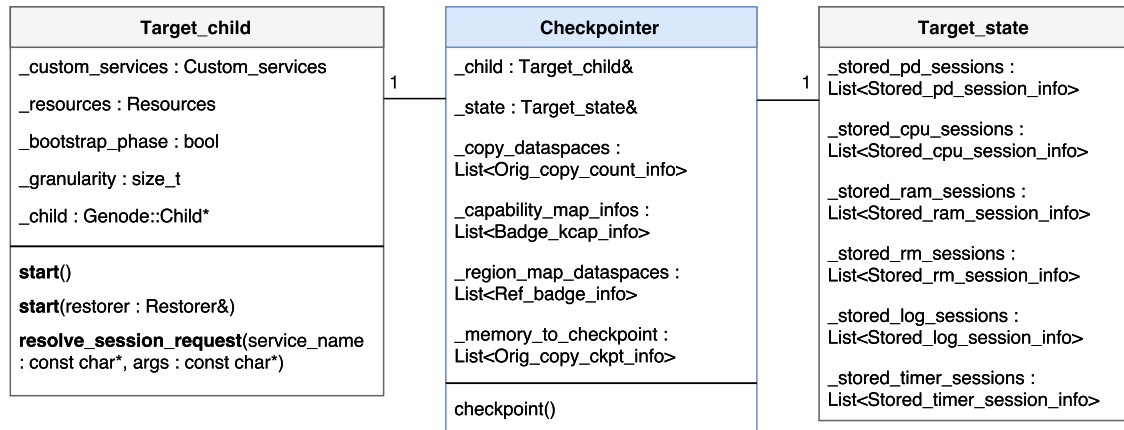 Target_child
_custom_services : Custom_services
_resources : Resources
_bootstrap_phase : bool
_granularity : size_t
_child : Genode::Child*
start()
start(restorer : Restorer&)
resolve_session_request(service_name
: const char*, args : const char*)
1
Checkpointer
_child : Target_child&
_state : Target_state&
_copy_dataspaces :
List<Orig_copy_count_info>
_capability_map_infos :
List<Badge_kcap_info>
_region_map_dataspaces :
List<Ref_badge_info>
_memory_to_checkpoint :
List<Orig_copy_ckpt_info>
checkpoint()
1
Target_state
_stored_pd_sessions :
List<Stored_pd_session_info>
_stored_cpu_sessions :
List<Stored_cpu_session_info>
_stored_ram_sessions :
List<Stored_ram_session_info>
_stored_rm_sessions :
List<Stored_rm_session_info>
_stored_log_sessions :
List<Stored_log_session_info>
_stored_timer_sessions :
List<Stored_timer_session_info>